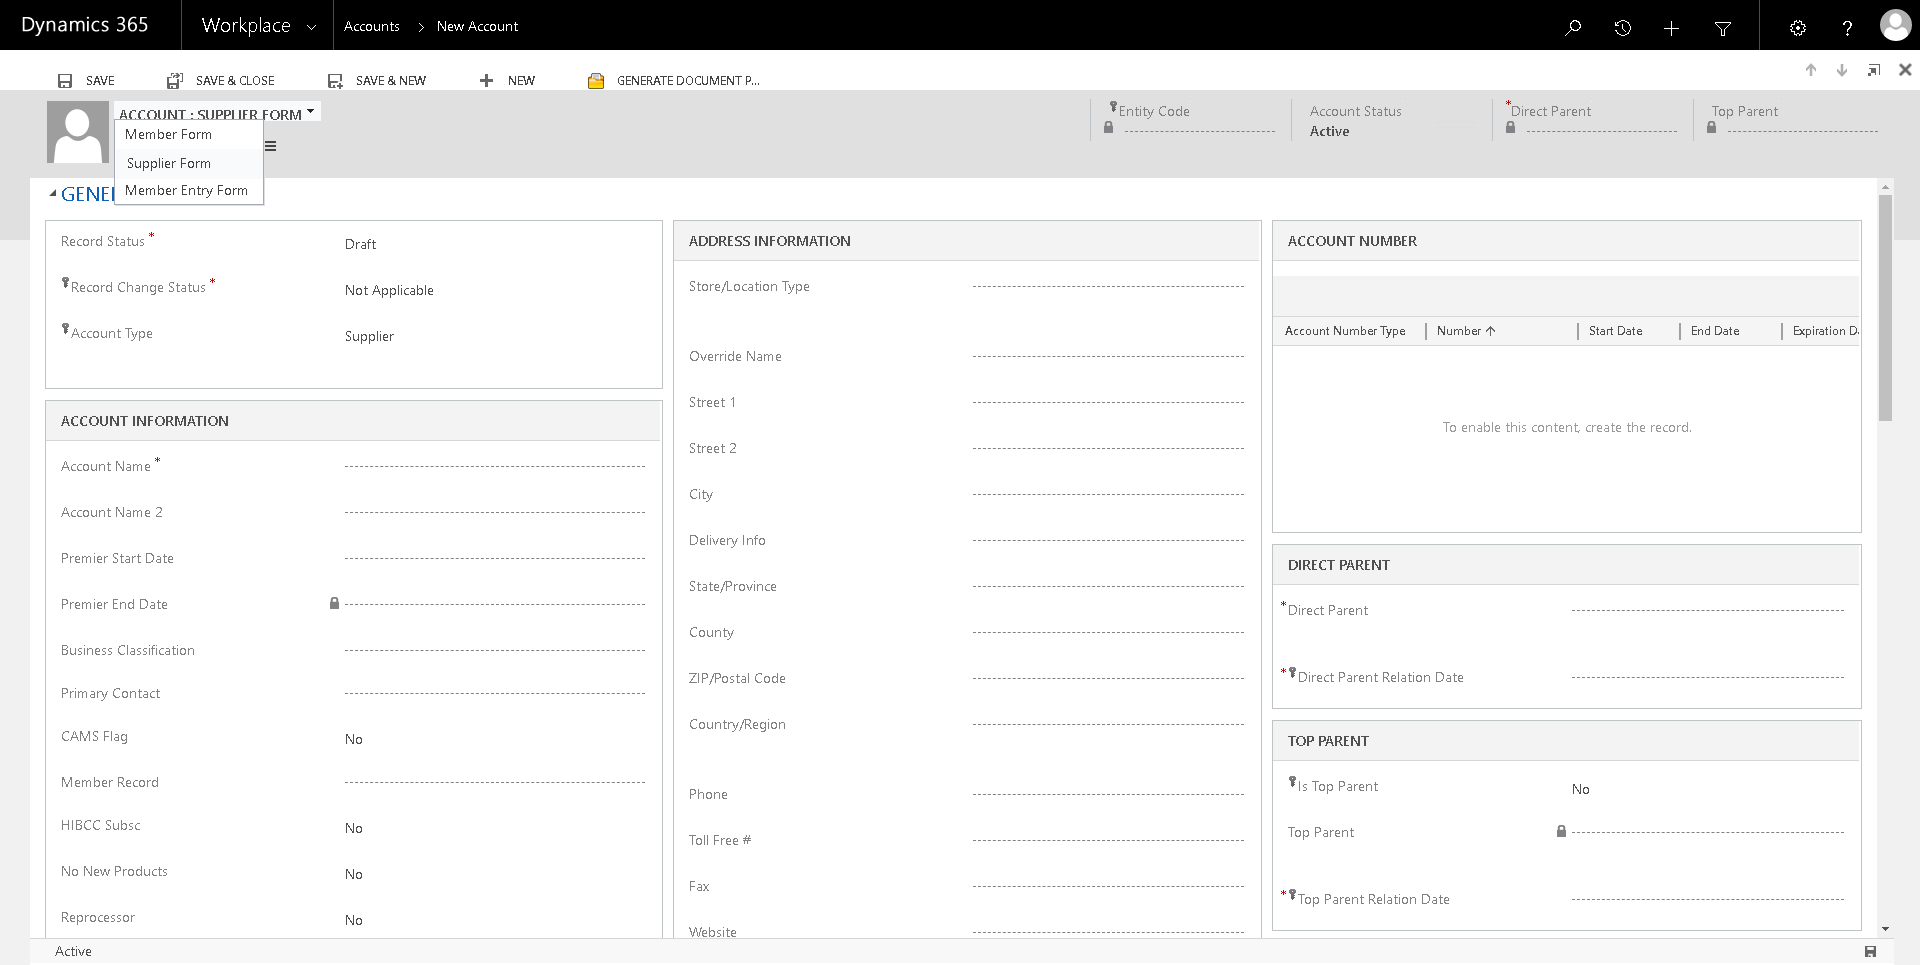 Dynamics 365
Workplace
Accounts
New Account
?
SAVE
SAVE & CLOSE
SAVE & NEW
NEW
GENERATE DOCUMENT P...
ACCOUNT : SUPPLIER FORM
Member Form
Supplier Form
Member Entry Form
Entity Code
Account Status
Active
*Direct Parent
Top Parent
GENE
Record Status *
Draft
Record Change Status *
Not Applicable
Account Type
Supplier
ACCOUNT INFORMATION
Account Name *
Account Name 2
Premier Start Date
Premier End Date
Business Classification
Primary Contact
CAMS Flag
No
Member Record
HIBCC Subsc
No
No New Products
No
Reprocessor
No
ADDRESS INFORMATION
Store/Location Type
Override Name
Street 1
Street 2
City
Delivery Info
State/Province
County
ZIP/Postal Code
Country/Region
Phone
Toll Free #
Fax
Website
ACCOUNT NUMBER
Account Number Type
Number ↑
Start Date
End Date
Expiration D
To enable this content, create the record.
DIRECT PARENT
*Direct Parent
*Direct Parent Relation Date
TOP PARENT
Is Top Parent
No
Top Parent
*Top Parent Relation Date
Active